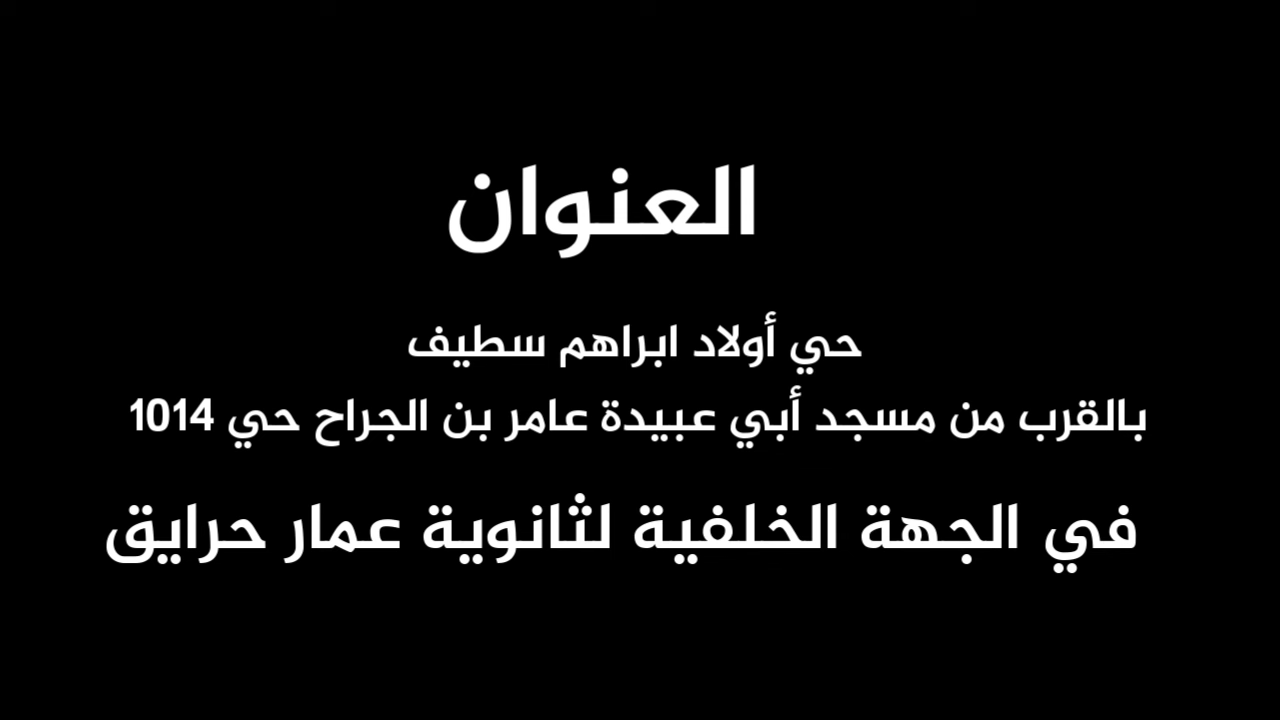 العنوان
حي أولاد ابراهم سطيف
بالقرب من مسجد أبي عبيدة عامر بن الجراح حي 1014
في الجهة الخلفية لثانوية عمار حرايق